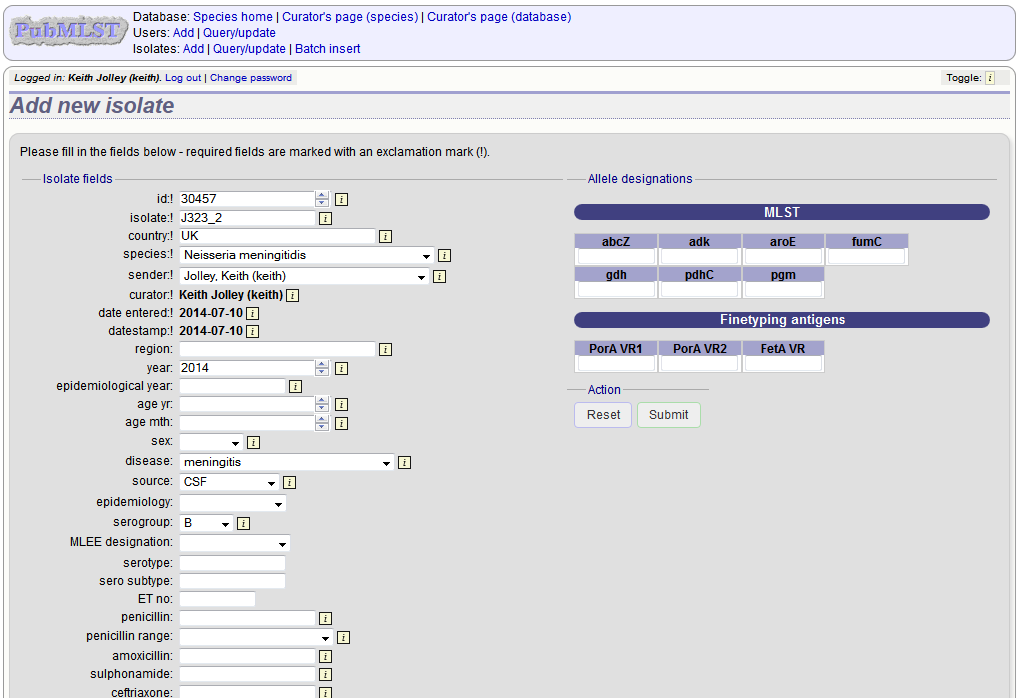 PubMLST
Database: Species home | Curator's page (species) | Curator's page (database)
Users: Add | Query/update
Isolates: Add | Query/update | Batch insert
Logged in: Keith Jolley (keith). Log out | Change password
Toggle: i
Add new isolate
Please fill in the fields below - required fields are marked with an exclamation mark (!).
Isolate fields
id:! 30457 i
isolate:! J323_2 i
country:! UK i
species:! Neisseria meningitidis i
sender:! Jolley, Keith (keith) i
curator:! Keith Jolley (keith) i
date entered:! 2014-07-10 i
datestamp:! 2014-07-10 i
region: i
year: 2014 i
epidemiological year: i
age yr: i
age mth: i
sex: i
disease: meningitis i
source: CSF i
epidemiology:
serogroup: B i
MLEE designation:
serotype:
sero subtype:
ET no:
penicillin: i
penicillin range: i
amoxicillin: i
sulphonamide: i
ceftriaxone: i
Allele designations
MLST
abcZ adk aroE fumC
gdh pdhC pgm
Finetyping antigens
PorA VR1 PorA VR2 FetA VR
Action
Reset Submit